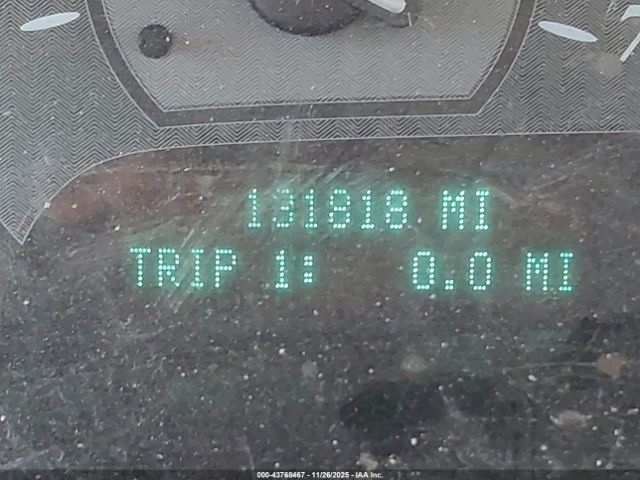 131818 MI
TRIP 1: 0.0 MI
000-43768467 - 11/26/2025 - IAA Inc.